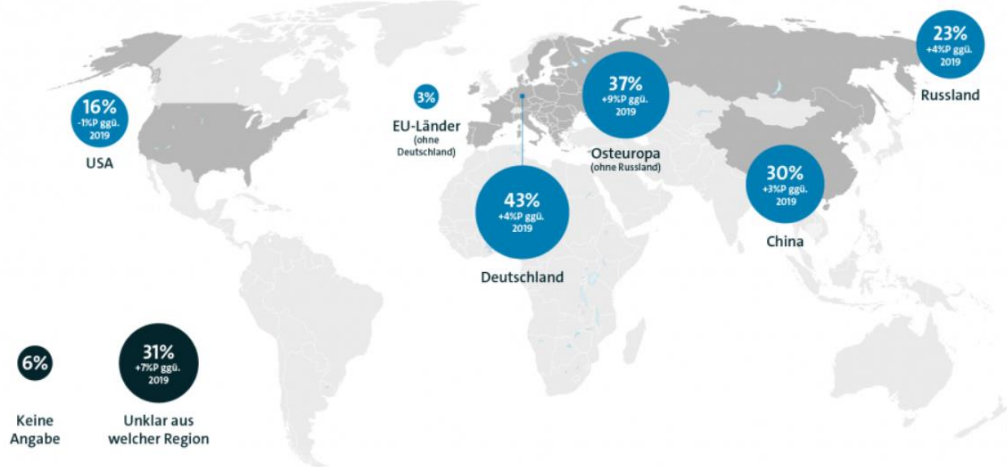 23%
+4%P ggü.
2019
Russland
37%
+9%P ggü.
2019
Osteuropa
(ohne Russland)
3%
EU-Länder
(ohne
Deutschland)
16%
-1%P ggü.
2019
USA
30%
+3%P ggü.
2019
China
43%
+4%P ggü.
2019
Deutschland
6%
Keine
Angabe
31%
+7%P ggü.
2019
Unklar aus
welcher Region